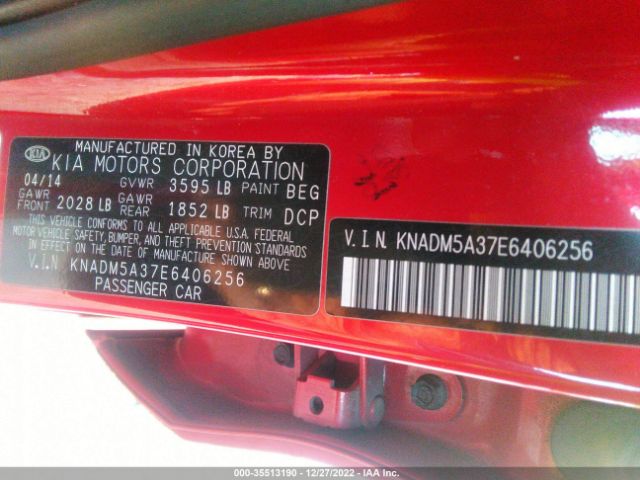 MANUFACTURED IN KOREA BY
KIA KIA MOTORS CORPORATION
04/14 GVWR 3595 LB PAINT BEG
GAWR FRONT 2028 LB GAWR REAR 1852 LB TRIM DCP
THIS VEHICLE CONFORMS TO ALL APPLICABLE U.S.A. FEDERAL
MOTOR VEHICLE SAFETY, BUMPER, AND THEFT PREVENTION STANDARDS
IN EFFECT ON THE DATE OF MANUFACTURE SHOWN ABOVE
V.I.N. KNADM5A37E6406256
PASSENGER CAR
V.I.N. KNADM5A37E6406256
000-35513190 - 12/27/2022 - IAA Inc.